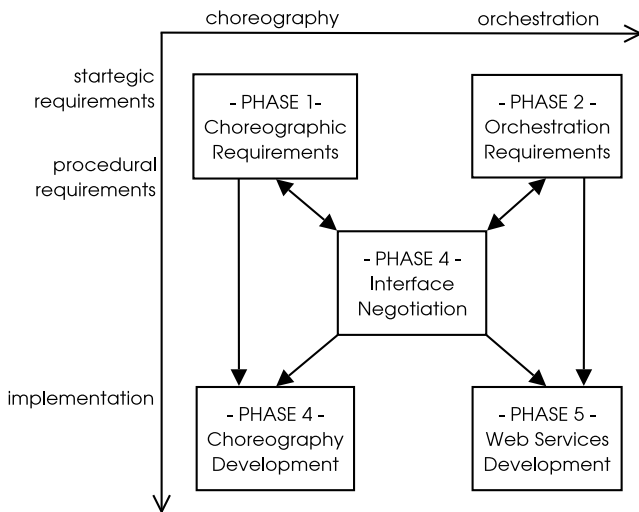 choreography
orchestration
startegic
requirements
- PHASE 1-
Choreographic
Requirements
- PHASE 2 -
Orchestration
Requirements
procedural
requirements
- PHASE 4 -
Interface
Negotiation
implementation
- PHASE 4 -
Choreography
Development
- PHASE 5 -
Web Services
Development